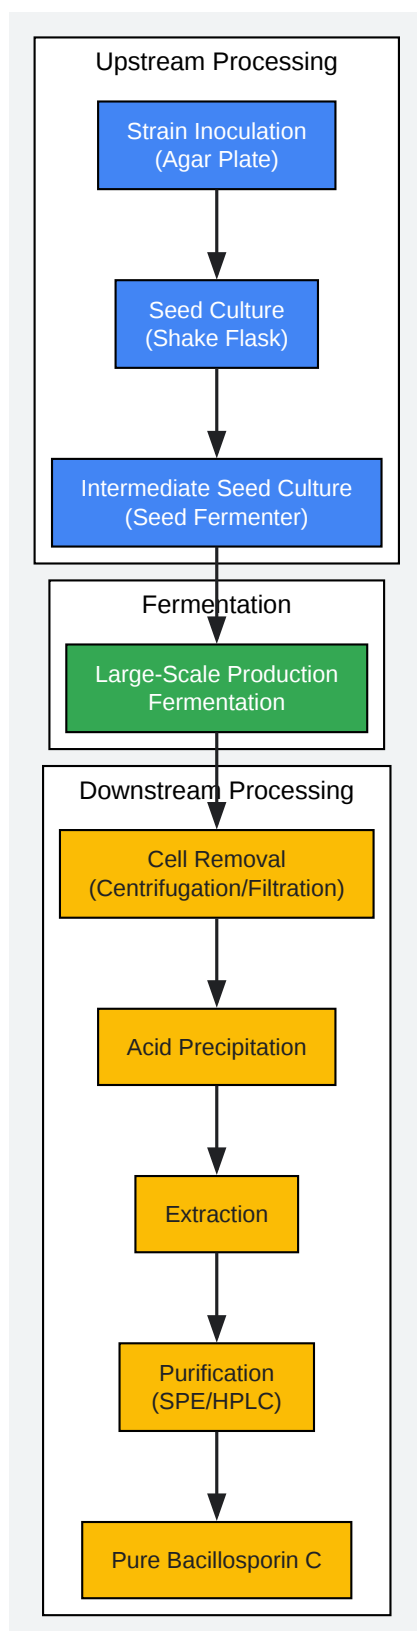 Upstream Processing
Strain Inoculation
(Agar Plate)
Seed Culture
(Shake Flask)
Intermediate Seed Culture
(Seed Fermenter)
Fermentation
Large-Scale Production
Fermentation
Downstream Processing
Cell Removal
(Centrifugation/Filtration)
Acid Precipitation
Extraction
Purification
(SPE/HPLC)
Pure Bacillosporin C